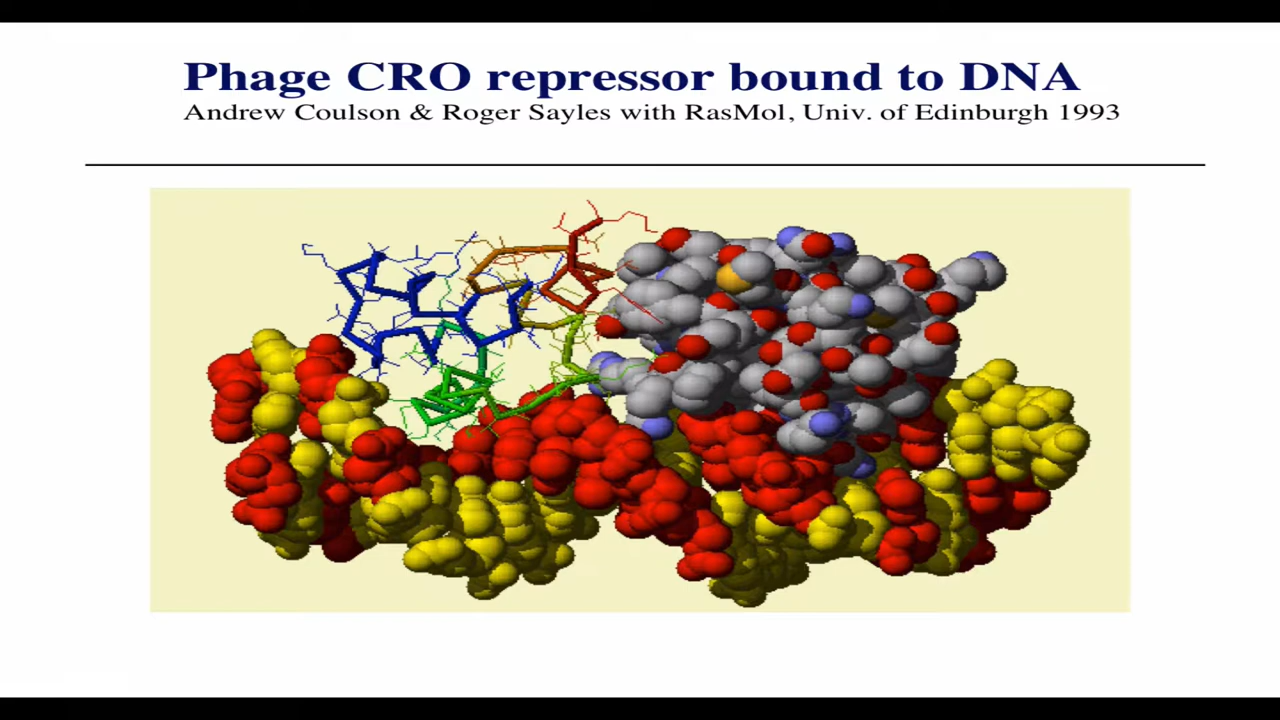 Phage CRO repressor bound to DNA
Andrew Coulson & Roger Sayles with RasMol, Univ. of Edinburgh 1993